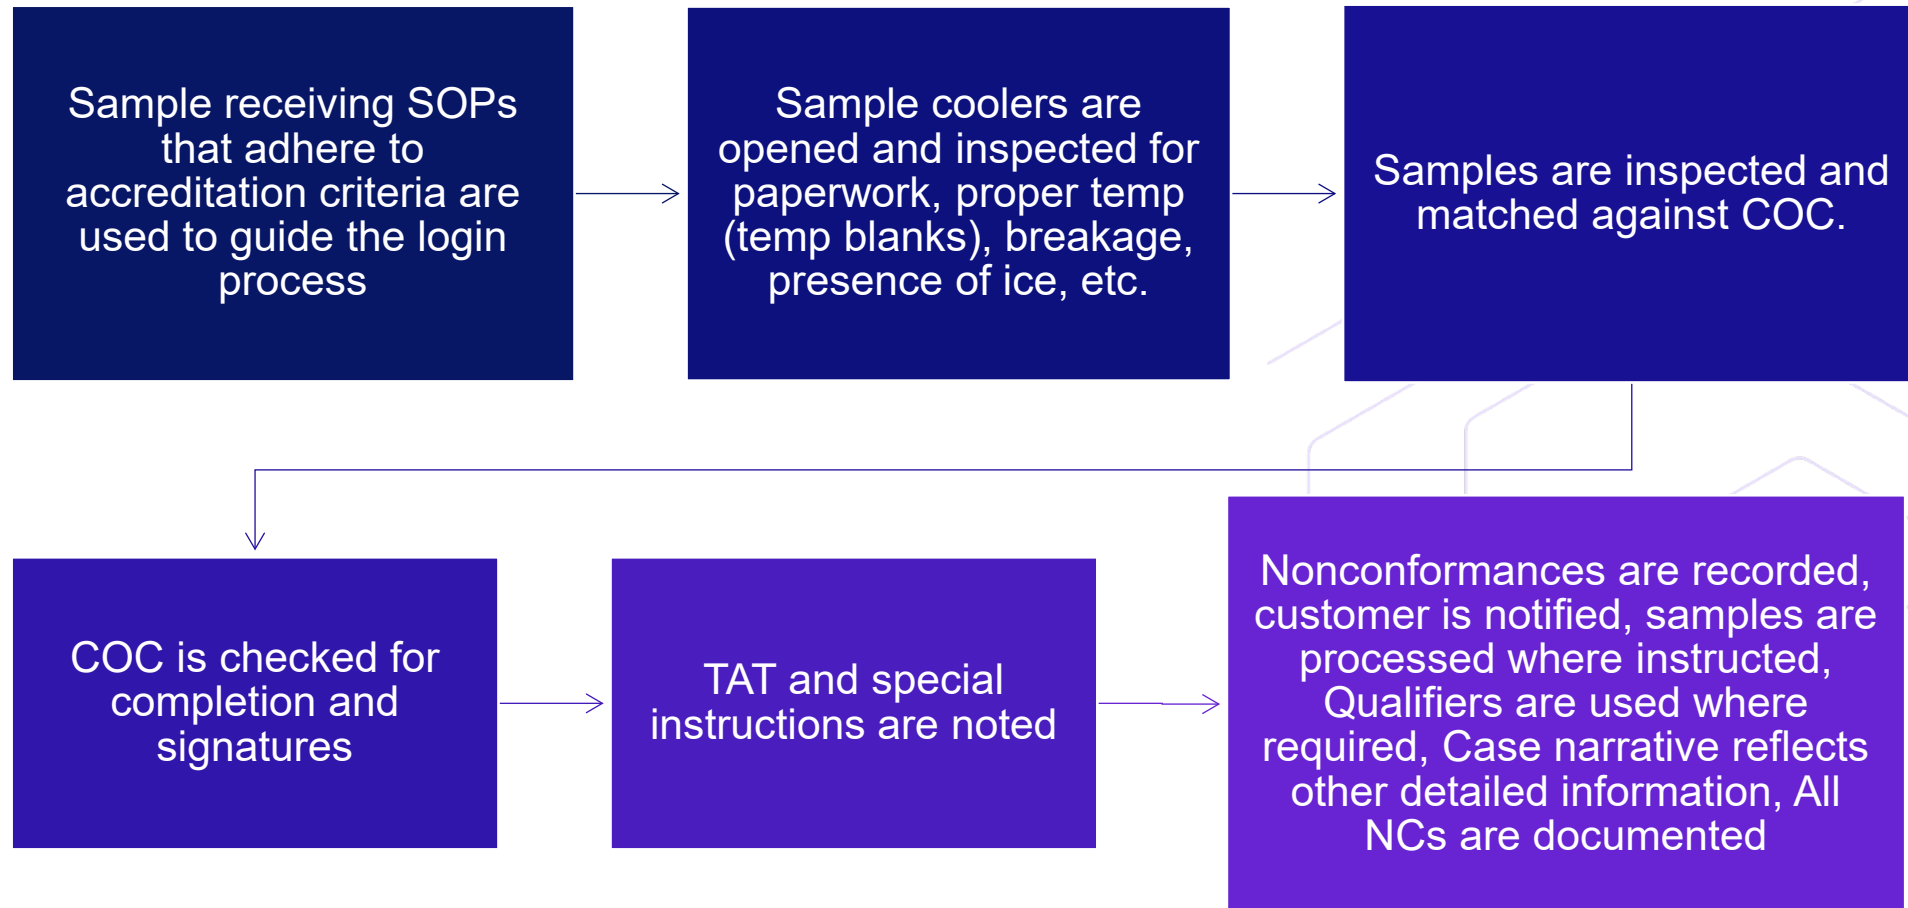 Sample receiving SOPs
that adhere to
accreditation criteria are
used to guide the login
process
Sample coolers are
opened and inspected for
paperwork, proper temp
(temp blanks), breakage,
presence of ice, etc.
Samples are inspected and
matched against COC.
COC is checked for
completion and
signatures
TAT and special
instructions are noted
Nonconformances are recorded,
customer is notified, samples are
processed where instructed,
Qualifiers are used where
required, Case narrative reflects
other detailed information, All
NCs are documented